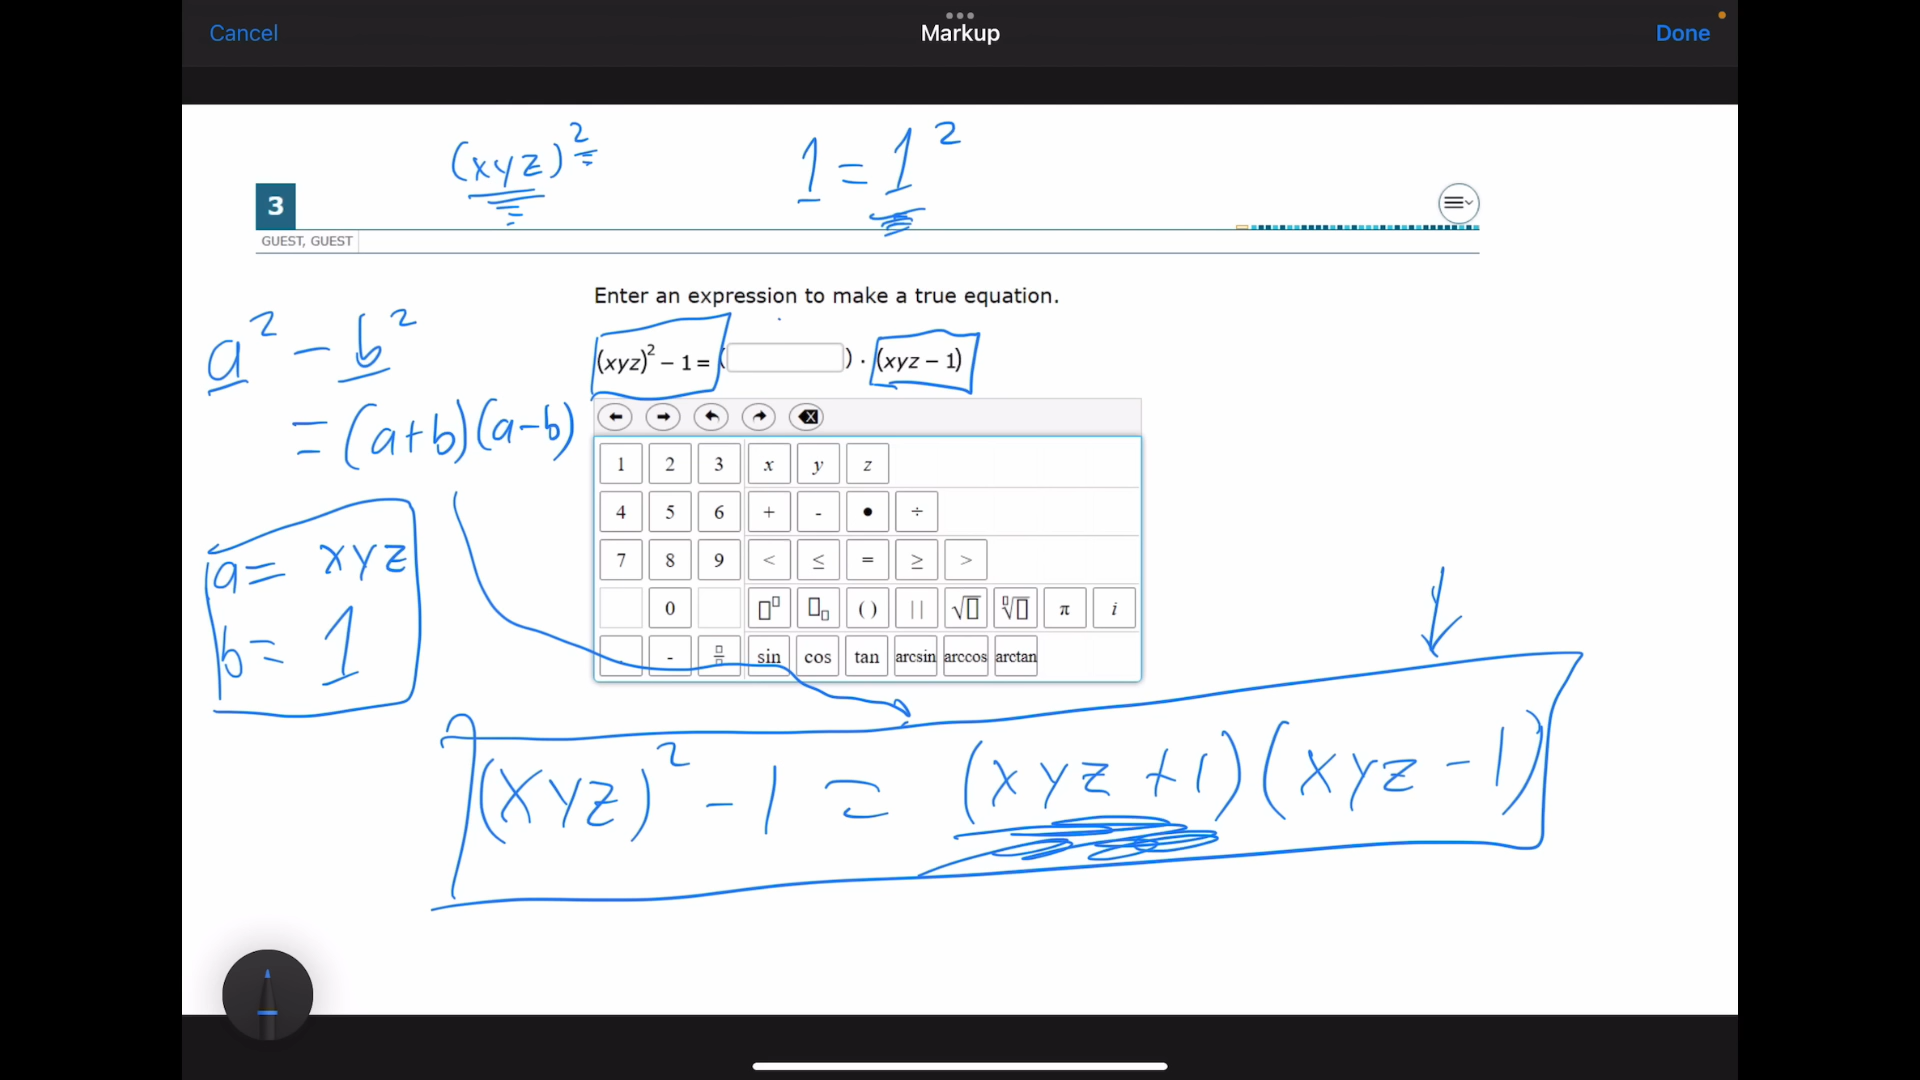 Cancel
Markup
Done
(xyz)²
1 = 1²
3
GUEST, GUEST
Enter an expression to make a true equation.
(xyz)² − 1 = ( ) · (xyz − 1)
a² − b²
= (a+b)(a−b)
a = xyz
b = 1
1 2 3 x y z
4 5 6 + - • ÷
7 8 9 < ≤ = ≥ >
0 ( ) | | √ √ π i
. - sin cos tan arcsin arccos arctan
(xyz)² − 1 = (xyz + 1)(xyz − 1)